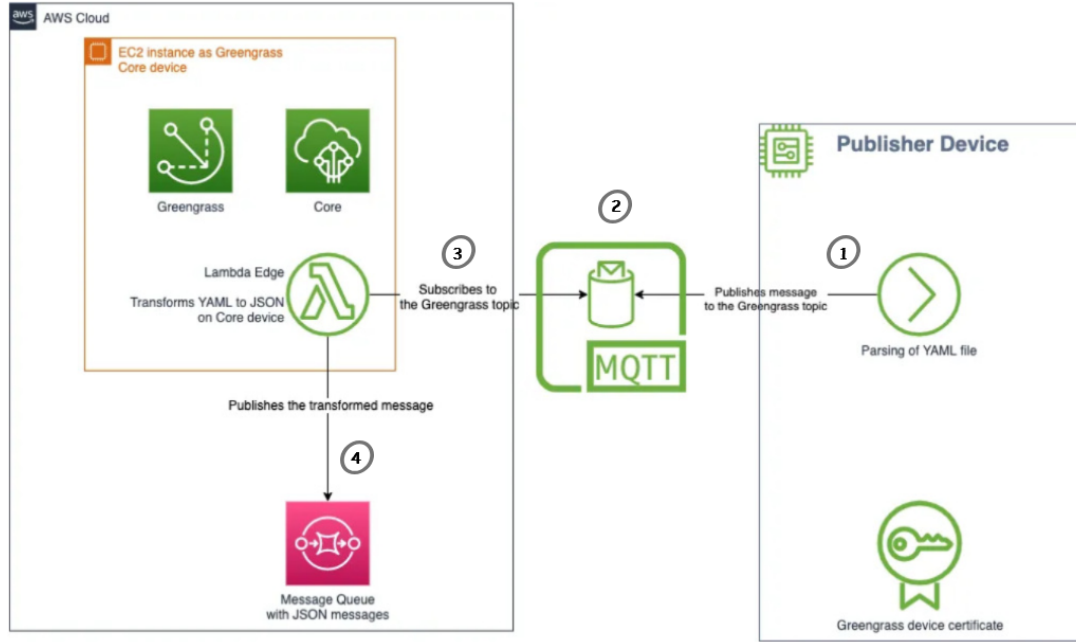 aws
AWS Cloud
EC2 instance as Greengrass
Core device
Greengrass
Core
Lambda Edge
Transforms YAML to JSON
on Core device
3
Subscribes to
the Greengrass topic
2
MQTT
1
Publishes message
to the Greengrass topic
Publisher Device
Parsing of YAML file
Publishes the transformed message
4
Message Queue
with JSON messages
Greengrass device certificate